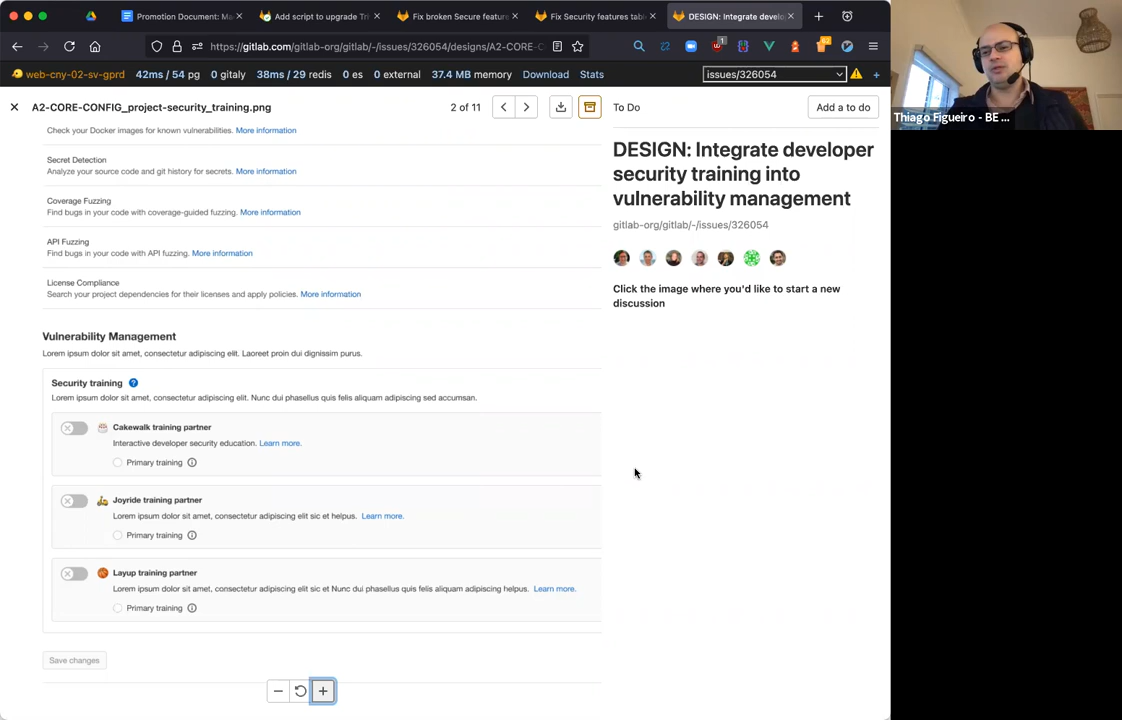 Promotion Document: Ma
Add script to upgrade Tri
Fix broken Secure featur
Fix Security features tabl
DESIGN: Integrate develo
https://gitlab.com/gitlab-org/gitlab/-/issues/326054/designs/A2-CORE-C
web-cny-02-sv-gprd
42ms / 54 pg
0 gitaly
38ms / 29 redis
0 es
0 external
37.4 MB memory
Download
Stats
issues/326054
A2-CORE-CONFIG_project-security_training.png
2 of 11
To Do
Add a to do
Check your Docker images for known vulnerabilities. More information
Secret Detection
Analyze your source code and git history for secrets. More information
Coverage Fuzzing
Find bugs in your code with coverage-guided fuzzing. More information
API Fuzzing
Find bugs in your code with API fuzzing. More information
License Compliance
Search your project dependencies for their licenses and apply policies. More information
Vulnerability Management
Lorem ipsum dolor sit amet, consectetur adipiscing elit. Laoreet proin dui dignissim purus.
Security training
Lorem ipsum dolor sit amet, consectetur adipiscing elit. Nunc dui phasellus quis felis aliquam adipiscing sed accumsan.
Cakewalk training partner
Interactive developer security education. Learn more.
Primary training
Joyride training partner
Lorem ipsum dolor sit amet, consectetur adipiscing elit sic et helpus. Learn more.
Primary training
Layup training partner
Lorem ipsum dolor sit amet, consectetur adipiscing elit sic et Nunc dui phasellus quis felis aliquam adipiscing helpus. Learn more.
Primary training
Save changes
DESIGN: Integrate developer
security training into
vulnerability management
gitlab-org/gitlab/-/issues/326054
Click the image where you'd like to start a new
discussion
Thiago Figueiro - BE ...